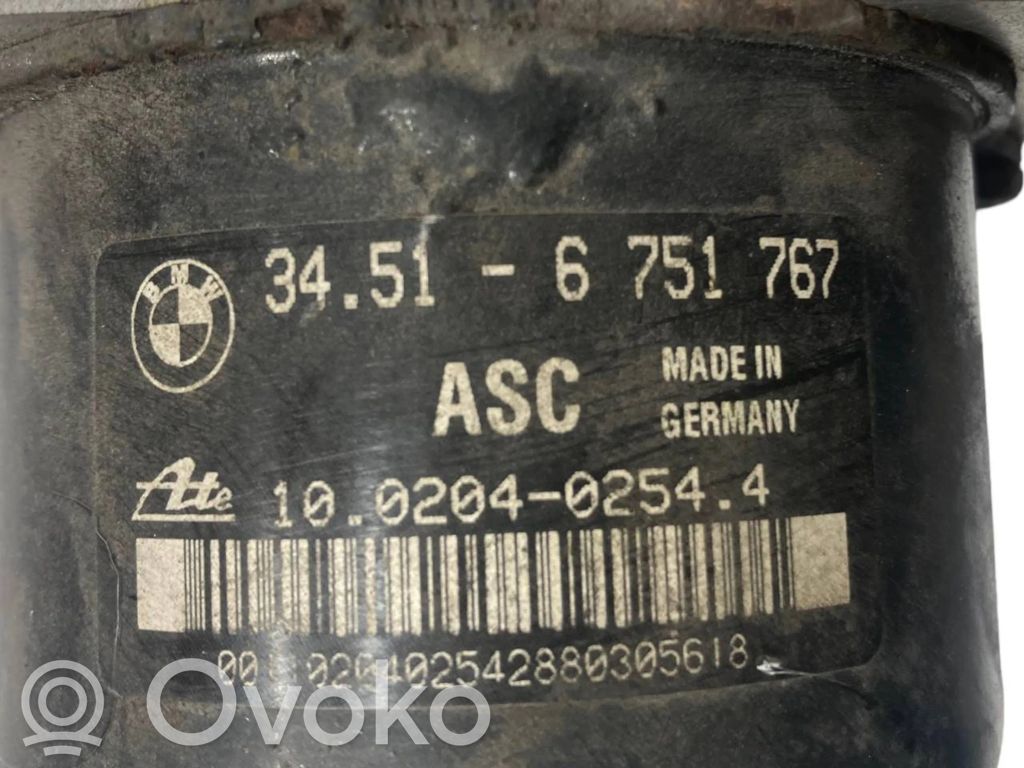 BMW
34.51 - 6 751 767
ASC
MADE IN
GERMANY
Ate
10.0204-0254.4
020402542880305618
Ovoko